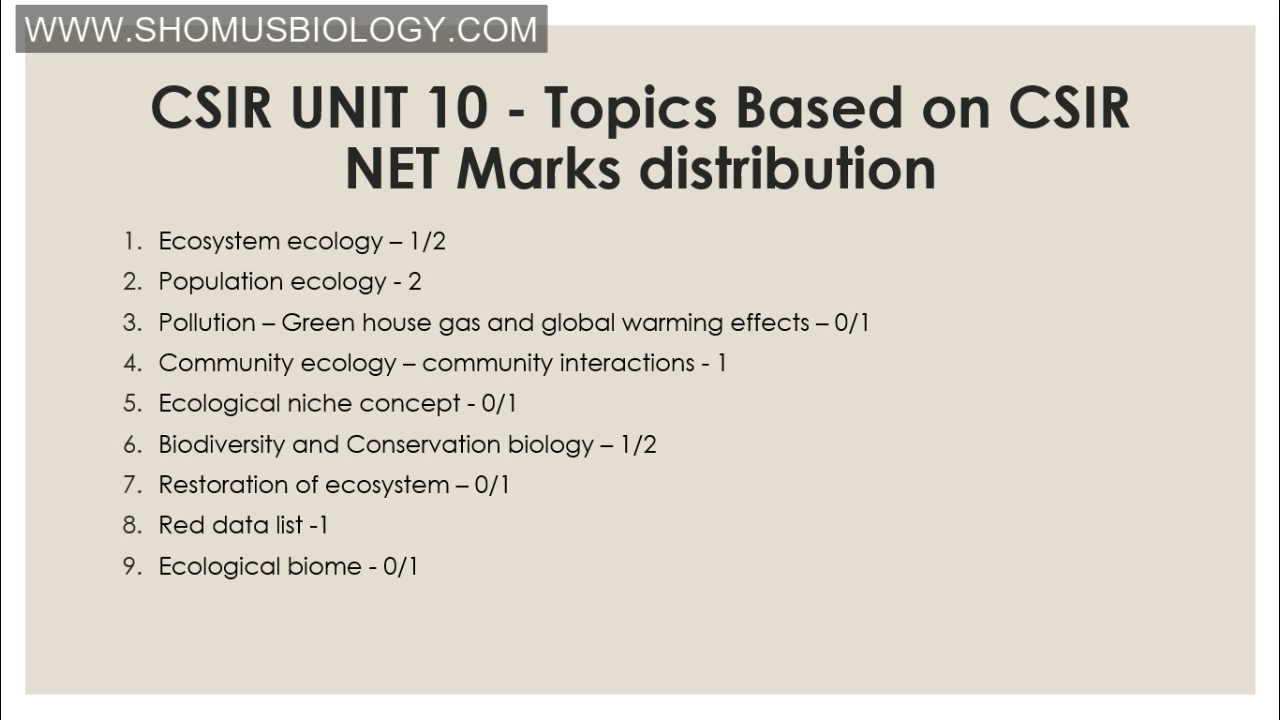 WWW.SHOMUSBIOLOGY.COM
CSIR UNIT 10 - Topics Based on CSIR
NET Marks distribution
1. Ecosystem ecology – 1/2
2. Population ecology - 2
3. Pollution – Green house gas and global warming effects – 0/1
4. Community ecology – community interactions - 1
5. Ecological niche concept - 0/1
6. Biodiversity and Conservation biology – 1/2
7. Restoration of ecosystem – 0/1
8. Red data list -1
9. Ecological biome - 0/1